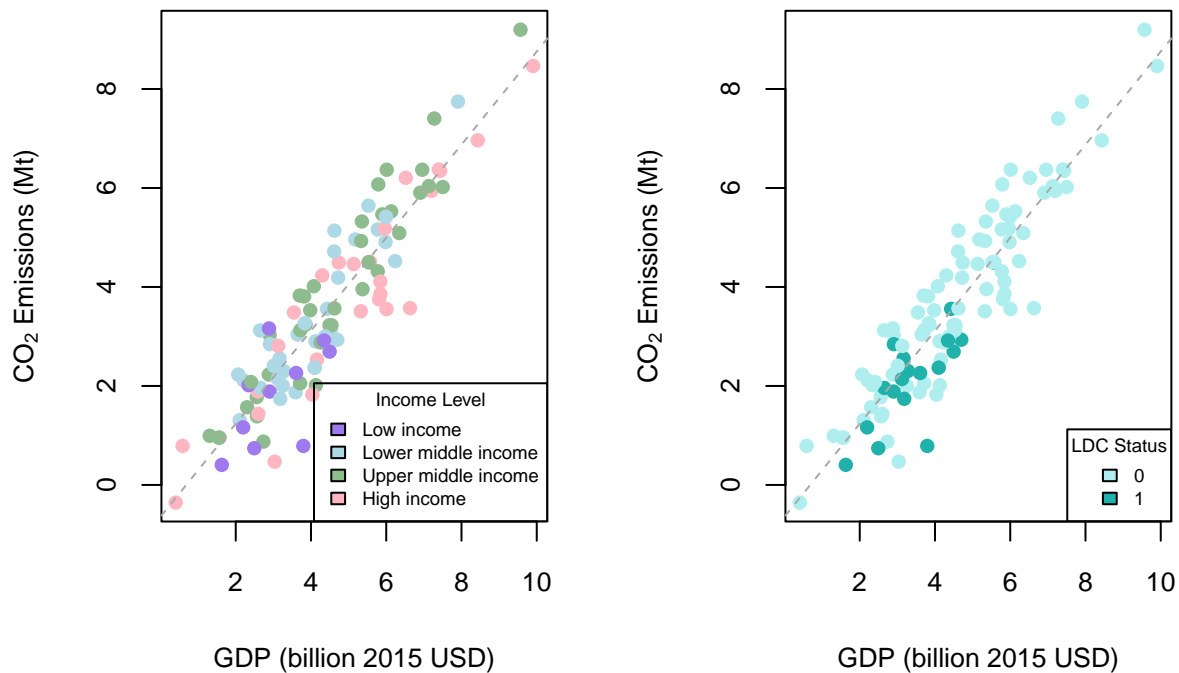 CO2 Emissions (Mt)
8
6
4
2
0
Income Level
Low income
Lower middle income
Upper middle income
High income
2 4 6 8 10
GDP (billion 2015 USD)
CO2 Emissions (Mt)
8
6
4
2
0
LDC Status
0
1
2 4 6 8 10
GDP (billion 2015 USD)